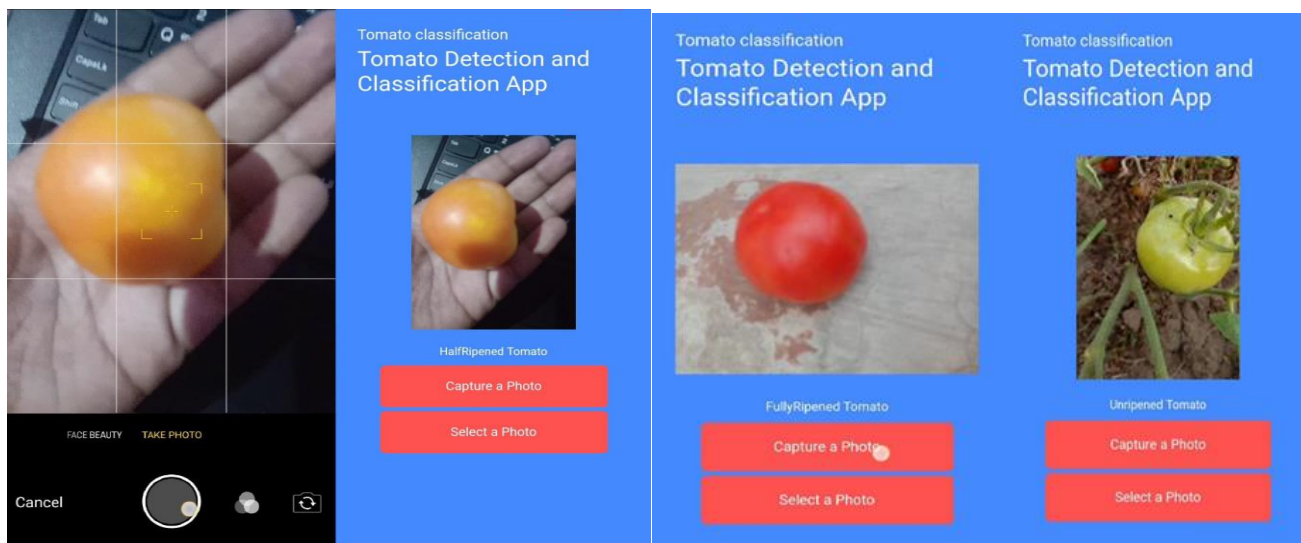 Tab
Q
CapsLk
Shift
FACE BEAUTY
TAKE PHOTO
Cancel
Tomato classification
Tomato Detection and
Classification App
HalfRipened Tomato
Capture a Photo
Select a Photo
Tomato classification
Tomato Detection and
Classification App
FullyRipened Tomato
Capture a Photo
Select a Photo
Tomato classification
Tomato Detection and
Classification App
Unripened Tomato
Capture a Photo
Select a Photo